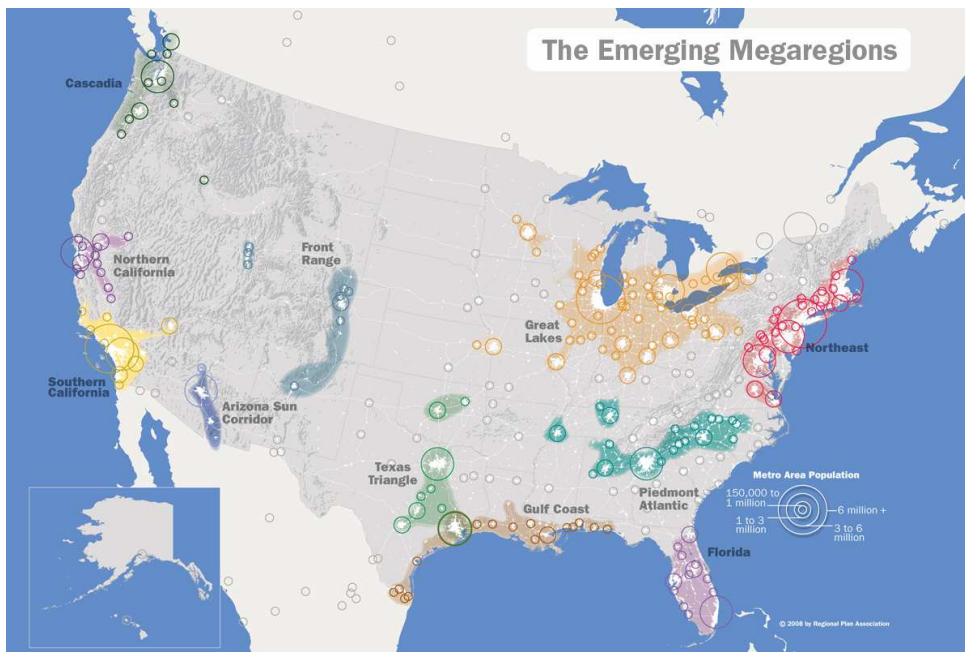 The Emerging Megaregions
Cascadia
Northern
California
Front
Range
Great
Lakes
Northeast
Southern
California
Arizona Sun
Corridor
Texas
Triangle
Piedmont
Atlantic
Gulf Coast
Florida
Metro Area Population
150,000 to
1 million
6 million +
1 to 3
million
3 to 6
million
© 2008 by Regional Plan Association